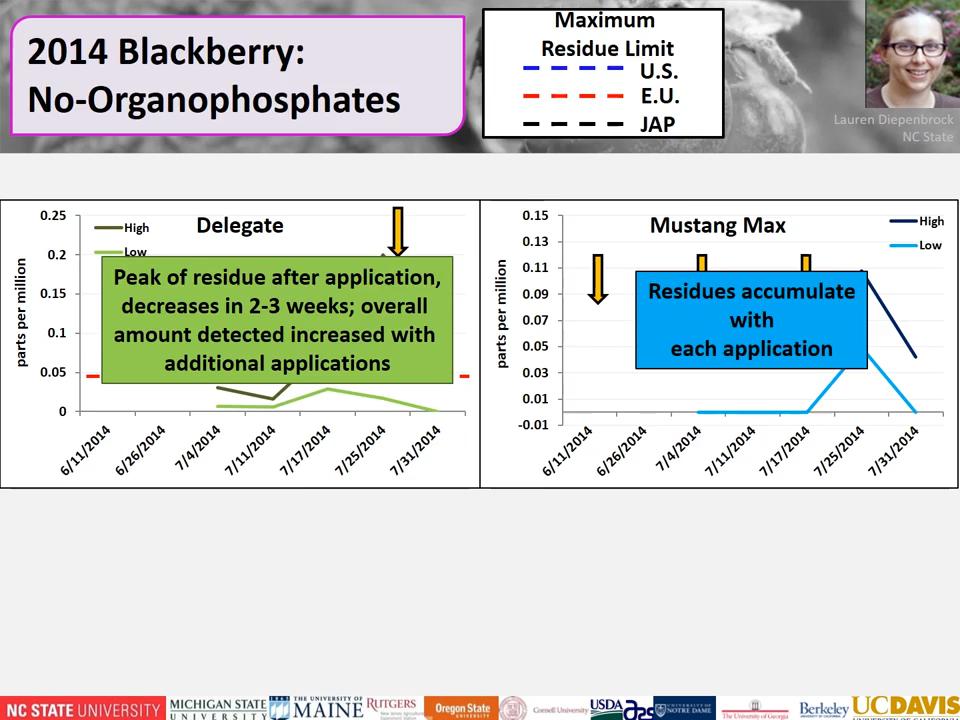 2014 Blackberry:
No-Organophosphates
Maximum
Residue Limit
U.S.
E.U.
JAP
Lauren Diepenbrock
NC State
Delegate
High
Low
parts per million
0.25
0.2
0.15
0.1
0.05
0
Peak of residue after application,
decreases in 2-3 weeks; overall
amount detected increased with
additional applications
6/11/2014
6/26/2014
7/4/2014
7/11/2014
7/17/2014
7/25/2014
7/31/2014
Mustang Max
High
Low
parts per million
0.15
0.13
0.11
0.09
0.07
0.05
0.03
0.01
-0.01
Residues accumulate
with
each application
6/11/2014
6/26/2014
7/4/2014
7/11/2014
7/17/2014
7/25/2014
7/31/2014
NC STATE UNIVERSITY
MICHIGAN STATE
UNIVERSITY
THE UNIVERSITY OF
MAINE
RUTGERS
Oregon State
UNIVERSITY
Cornell University
USDA
UNIVERSITY OF
NOTRE DAME
The University of Georgia
Berkeley
UCDAVIS